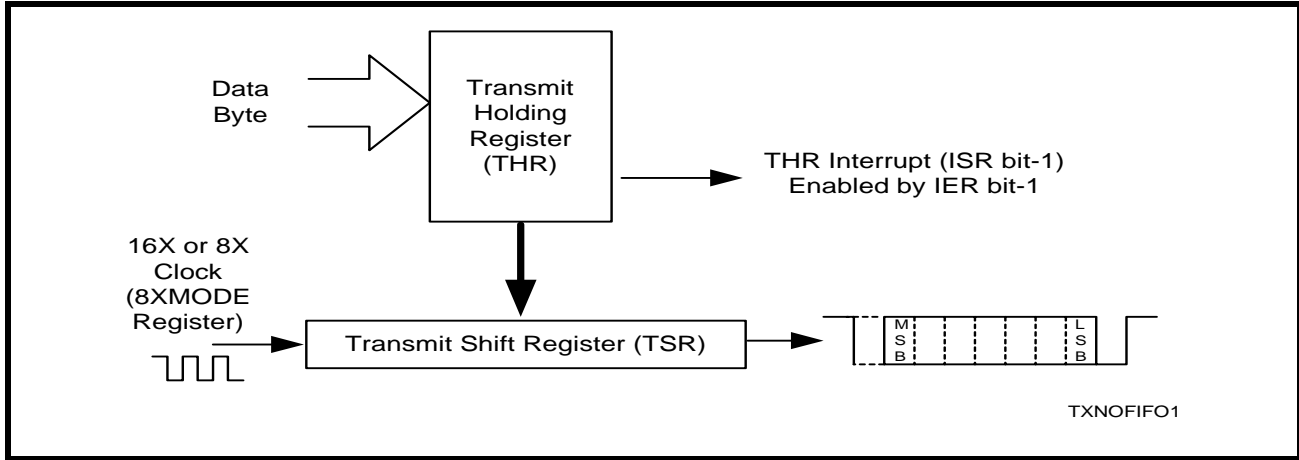 Data
Byte
Transmit
Holding
Register
(THR)
THR Interrupt (ISR bit-1)
Enabled by IER bit-1
16X or 8X
Clock
(8XMODE
Register)
Transmit Shift Register (TSR)
M
S
B
L
S
B
TXNOFIFO1